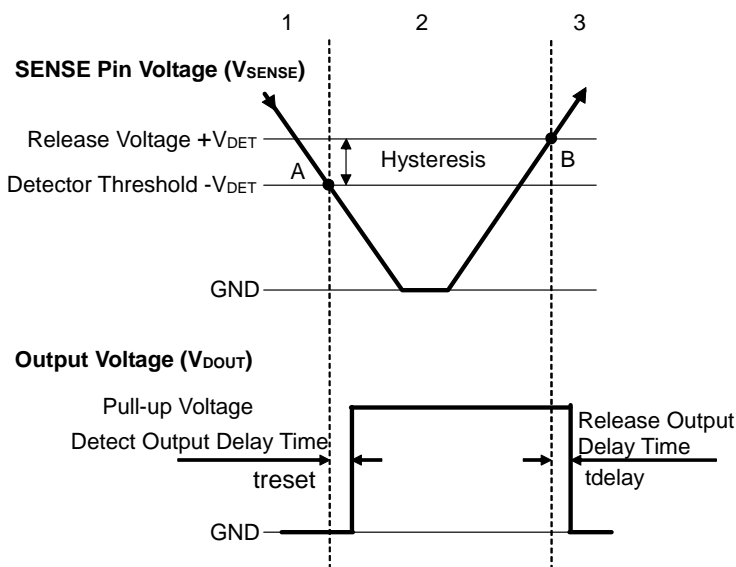 1 2 3
SENSE Pin Voltage (VSENSE)
Release Voltage +VDET
Hysteresis
A
B
Detector Threshold -VDET
GND
Output Voltage (VDOUT)
Pull-up Voltage
Detect Output Delay Time
treset
Release Output
Delay Time
tdelay
GND